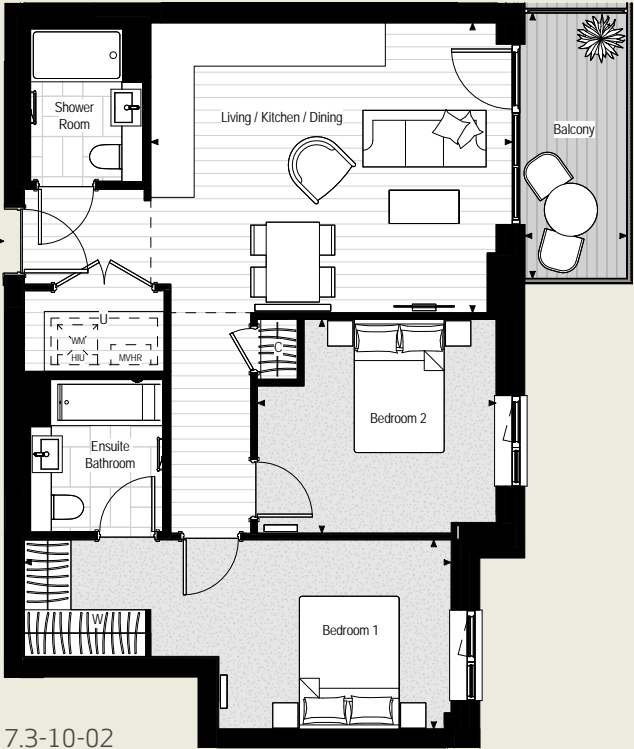 Shower
Room
Living / Kitchen / Dining
Balcony
U
WM
HIU
MVHR
C
Bedroom 2
Ensuite
Bathroom
W
Bedroom 1
7.3-10-02